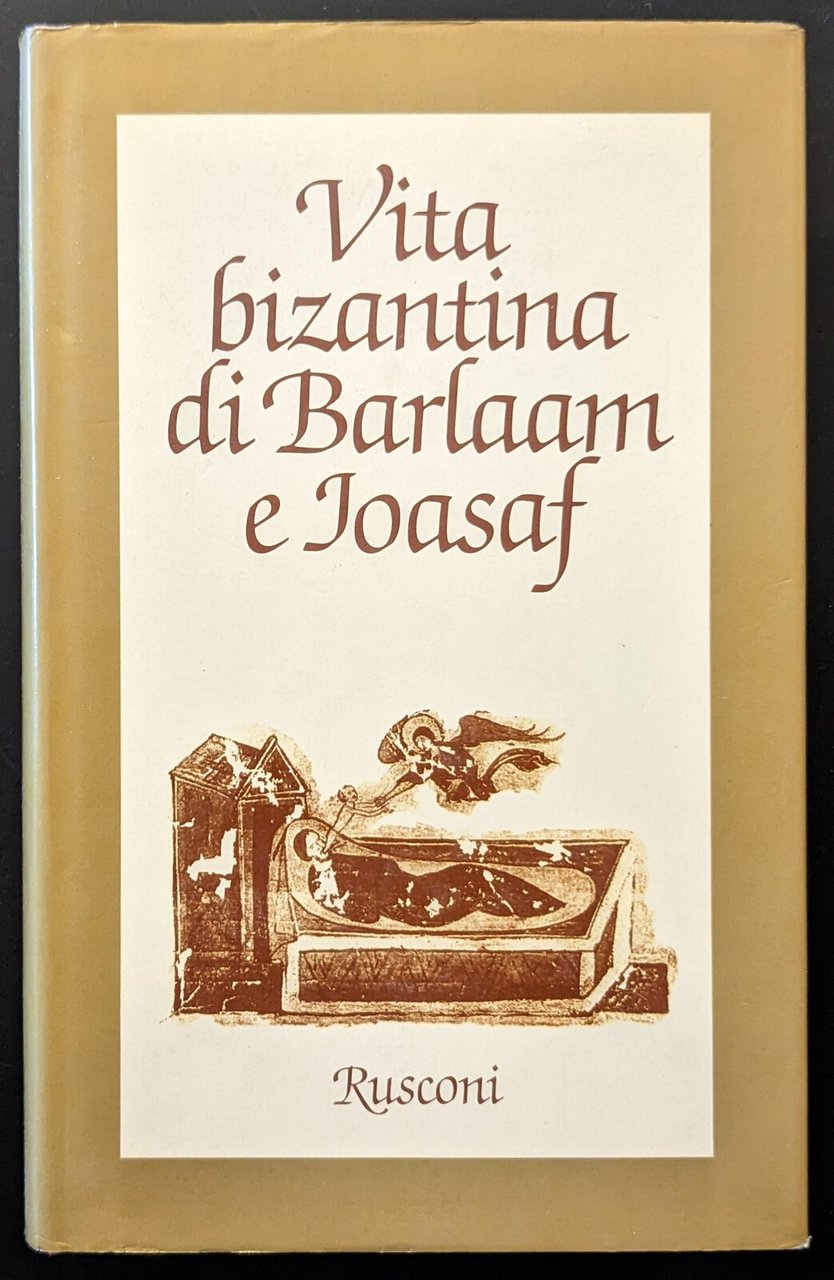 Vita
bizantina
di Barlaam
e Ioasaf
Rusconi